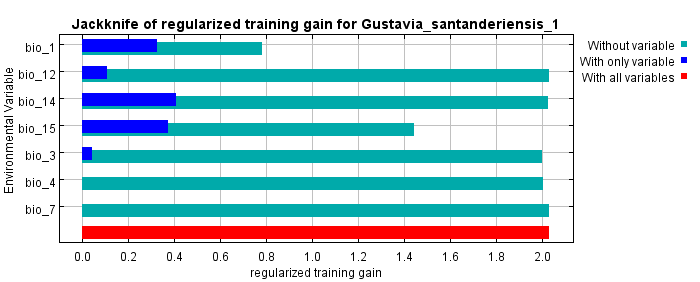 Jackknife of regularized training gain for Gustavia_santanderiensis_1
Environmental Variable
bio_1
bio_12
bio_14
bio_15
bio_3
bio_4
bio_7
0.0 0.2 0.4 0.6 0.8 1.0 1.2 1.4 1.6 1.8 2.0
regularized training gain
Without variable
With only variable
With all variables